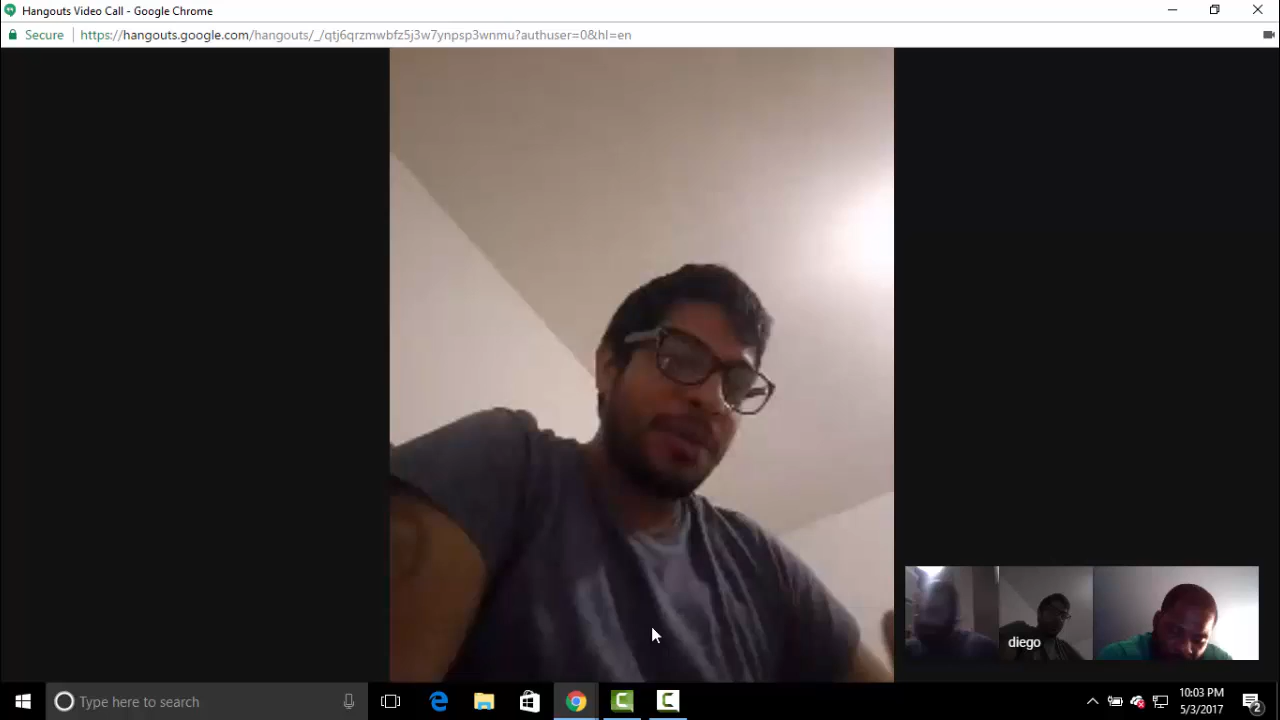 Hangouts Video Call - Google Chrome
Secure
https://hangouts.google.com/hangouts/_/qtj6qrzmwbfz5j3w7ynpsp3wnmu?authuser=0&hl=en
diego
Type here to search
10:03 PM
5/3/2017
2